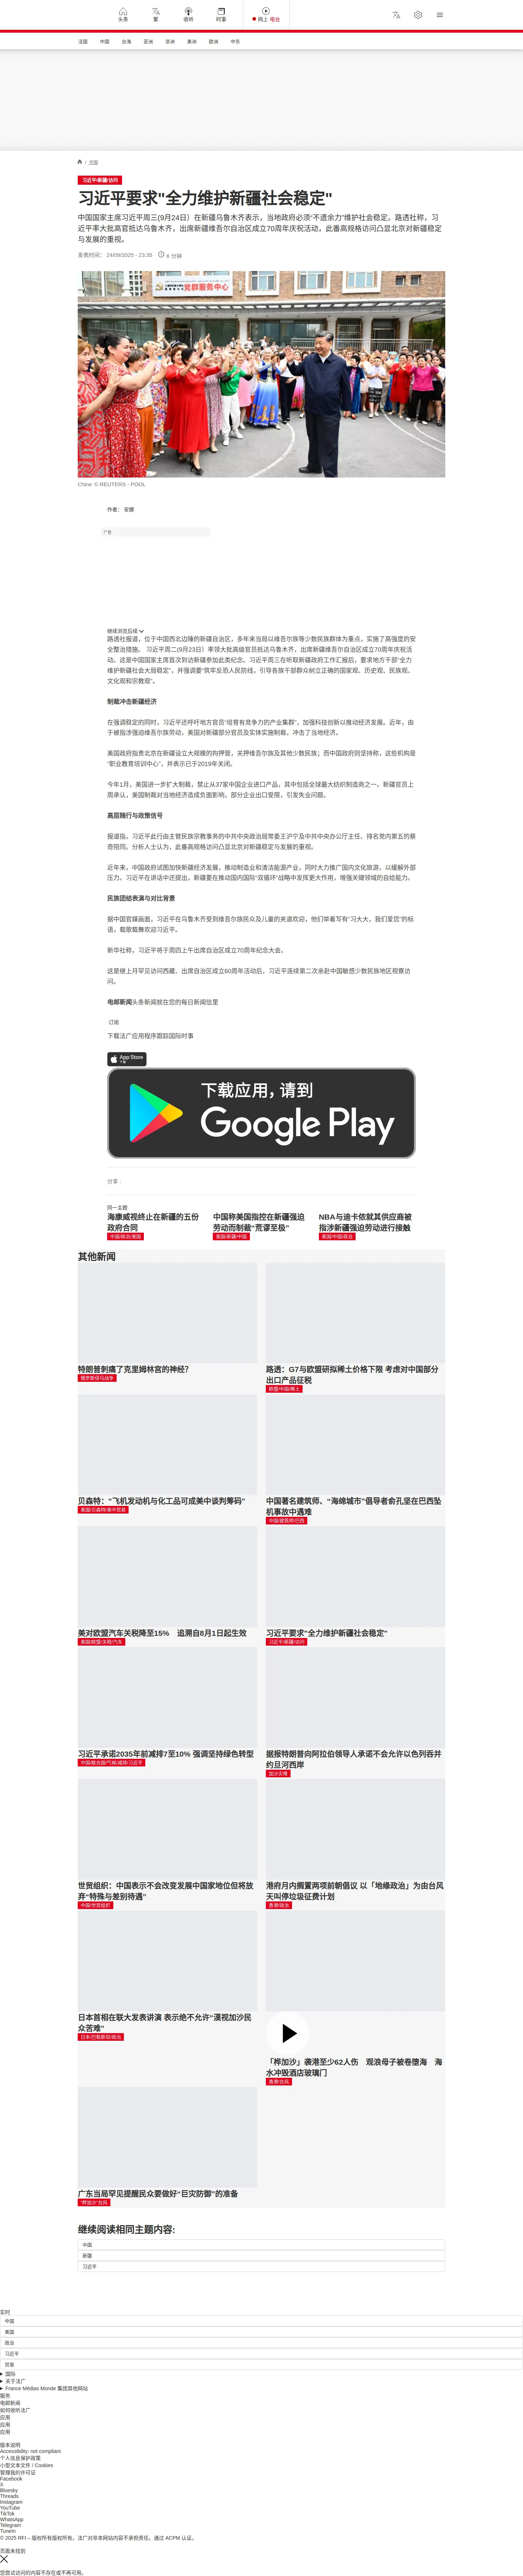 头条
繁
收听
时事
网上 电台
法国
中国
台海
亚洲
非洲
美洲
欧洲
中东
/ 中国
习近平/新疆/访问
习近平要求"全力维护新疆社会稳定"
中国国家主席习近平周三(9月24日）在新疆乌鲁木齐表示，当地政府必须“不遗余力”维护社会稳定。路透社称，习
近平率大批高官抵达乌鲁木齐，出席新疆维吾尔自治区成立70周年庆祝活动，此番高规格访问凸显北京对新疆稳定
与发展的重视。
发表时间： 24/09/2025 - 23:35
6 分钟
党群服务中心
Chine © REUTERS - POOL
作者： 安娜
广告
继续浏览后续
路透社报道，位于中国西北边陲的新疆自治区，多年来当局以维吾尔族等少数民族群体为重点，实施了高强度的安
全整治措施。 习近平周二(9月23日）率领大批高级官员抵达乌鲁木齐，出席新疆维吾尔自治区成立70周年庆祝活
动。这是中国国家主席首次到访新疆参加此类纪念。习近平周三在听取新疆政府工作汇报后，要求地方干部“全力
维护新疆社会大局稳定”，并强调要“筑牢反恐人民防线，引导各族干部群众树立正确的国家观、历史观、民族观、
文化观和宗教观”。
制裁冲击新疆经济
在强调稳定的同时，习近平还呼吁地方官员“培育有竞争力的产业集群”，加强科技创新以推动经济发展。近年，由
于被指涉强迫维吾尔族劳动，美国对新疆部分官员及实体实施制裁，冲击了当地经济。
美国政府指责北京在新疆设立大规模的拘押营，关押维吾尔族及其他少数民族；而中国政府则坚持称，这些机构是
“职业教育培训中心”，并表示已于2019年关闭。
今年1月，美国进一步扩大制裁，禁止从37家中国企业进口产品，其中包括全球最大纺织制造商之一。新疆官员上
周承认，美国制裁对当地经济造成负面影响，部分企业出口受限，引发失业问题。
高层随行与政策信号
报道指，习近平此行由主管民族宗教事务的中共中央政治局常委王沪宁及中共中央办公厅主任、排名党内第五的蔡
奇陪同。分析人士认为，此番高规格访问凸显北京对新疆稳定与发展的重视。
近年来，中国政府试图加快新疆经济发展，推动制造业和清洁能源产业，同时大力推广国内文化旅游，以缓解外部
压力。习近平在讲话中还提出，新疆要在推动国内国际“双循环”战略中发挥更大作用，增强关键领域的自给能力。
民族团结表演与对比背景
据中国官媒画面，习近平在乌鲁木齐受到维吾尔族民众及儿童的夹道欢迎，他们举着写有“习大大，我们爱您”的标
语，载歌载舞欢迎习近平。
新华社称，习近平将于周四上午出席自治区成立70周年纪念大会。
这是继上月罕见访问西藏、出席自治区成立60周年活动后，习近平连续第二次亲赴中国敏感少数民族地区视察访
问。
电邮新闻头条新闻就在您的每日新闻信里
订阅
下载法广应用程序跟踪国际时事
App Store
下载
下载应用，请到
Google Play
分享 :
同一主题
海康威视终止在新疆的五份
政府合同
中国/政治/美国
中国称美国指控在新疆强迫
劳动而制裁“荒谬至极”
美国/新疆/中国
NBA与迪卡侬就其供应商被
指涉新疆强迫劳动进行接触
美国/中国/政治
其他新闻
特朗普刺痛了克里姆林宫的神经?
俄罗斯侵乌战争
路透：G7与欧盟研拟稀土价格下限 考虑对中国部分
出口产品征税
欧盟/中国/稀土
贝森特："飞机发动机与化工品可成美中谈判筹码"
美国/贝森特/美中贸易
中国著名建筑师、“海绵城市”倡导者俞孔坚在巴西坠
机事故中遇难
中国/建筑师/巴西
美对欧盟汽车关税降至15% 追溯自8月1日起生效
美国/欧盟/关税/汽车
习近平要求"全力维护新疆社会稳定"
习近平/新疆/访问
习近平承诺2035年前减排7至10% 强调坚持绿色转型
中国/联合国/气候/减排/习近平
据报特朗普向阿拉伯领导人承诺不会允许以色列吞并
约旦河西岸
加沙灾难
世贸组织：中国表示不会改变发展中国家地位但将放
弃“特殊与差别待遇”
中国/世贸组织
港府月内搁置两项前朝倡议 以「地缘政治」为由台风
天叫停垃圾征费计划
香港/政治
日本首相在联大发表讲演 表示绝不允许“漠视加沙民
众苦难”
日本/巴勒斯坦/政治
「桦加沙」袭港至少62人伤 观浪母子被卷堕海 海
水冲毁酒店玻璃门
香港/台风
广东当局罕见提醒民众要做好“巨灾防御”的准备
“桦加沙”台风
继续阅读相同主题内容:
中国
新疆
习近平
实时
中国
美国
政治
习近平
贸易
国际
关于法广
France Médias Monde 集团其他网站
服务
电邮新闻
如何收听法广
应用
应用
应用
版本说明
Accessibility: not compliant
个人信息保护政策
小型文本文件 / Cookies
管理我的许可证
Facebook
X
Bluesky
Threads
Instagram
YouTube
TikTok
WhatsApp
Telegram
TuneIn
© 2025 RFI – 版权所有版权所有。法广对非本网站内容不承担责任。通过 ACPM 认证。
页面未找到
您尝试访问的内容不存在或不再可用。